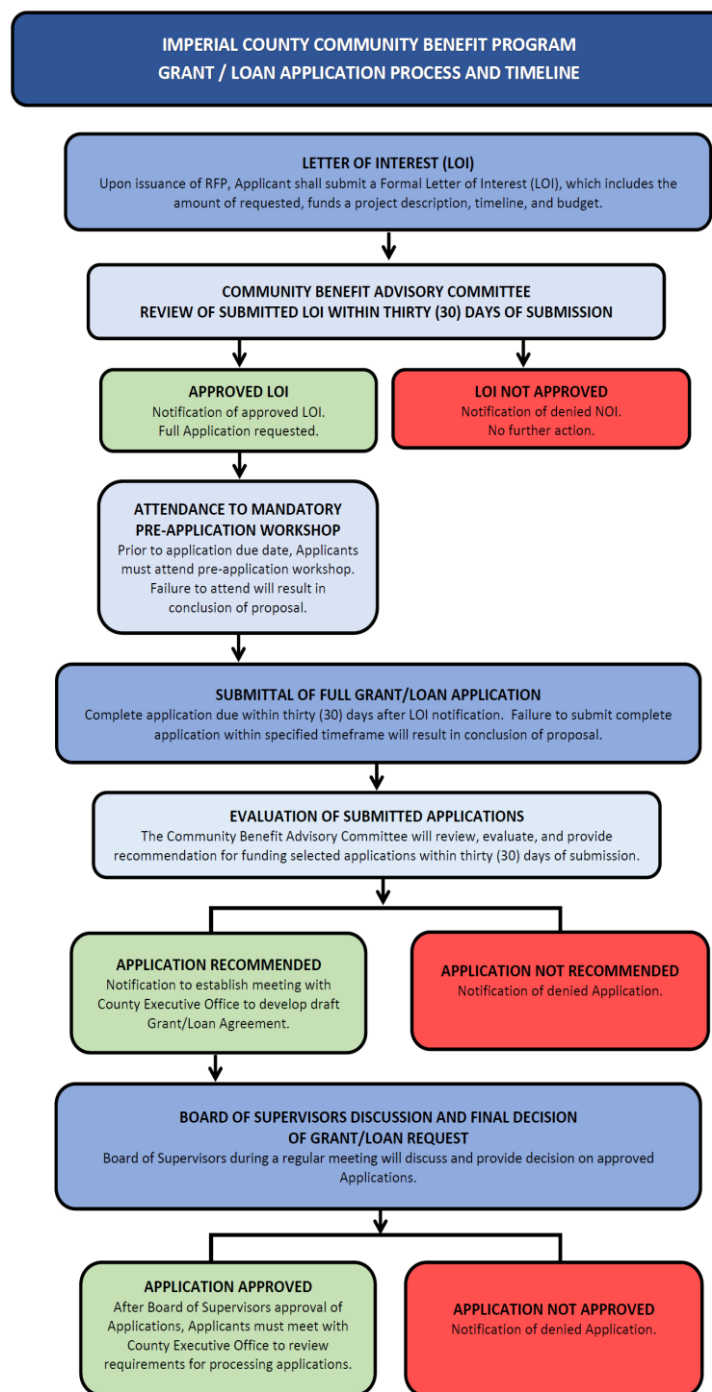 IMPERIAL COUNTY COMMUNITY BENEFIT PROGRAM
GRANT / LOAN APPLICATION PROCESS AND TIMELINE
LETTER OF INTEREST (LOI)
Upon issuance of RFP, Applicant shall submit a Formal Letter of Interest (LOI), which includes the
amount of requested, funds a project description, timeline, and budget.
COMMUNITY BENEFIT ADVISORY COMMITTEE
REVIEW OF SUBMITTED LOI WITHIN THIRTY (30) DAYS OF SUBMISSION
APPROVED LOI
Notification of approved LOI.
Full Application requested.
LOI NOT APPROVED
Notification of denied NOI.
No further action.
ATTENDANCE TO MANDATORY
PRE-APPLICATION WORKSHOP
Prior to application due date, Applicants
must attend pre-application workshop.
Failure to attend will result in
conclusion of proposal.
SUBMITTAL OF FULL GRANT/LOAN APPLICATION
Complete application due within thirty (30) days after LOI notification. Failure to submit complete
application within specified timeframe will result in conclusion of proposal.
EVALUATION OF SUBMITTED APPLICATIONS
The Community Benefit Advisory Committee will review, evaluate, and provide
recommendation for funding selected applications within thirty (30) days of submission.
APPLICATION RECOMMENDED
Notification to establish meeting with
County Executive Office to develop draft
Grant/Loan Agreement.
APPLICATION NOT RECOMMENDED
Notification of denied Application.
BOARD OF SUPERVISORS DISCUSSION AND FINAL DECISION
OF GRANT/LOAN REQUEST
Board of Supervisors during a regular meeting will discuss and provide decision on approved
Applications.
APPLICATION APPROVED
After Board of Supervisors approval of
Applications, Applicants must meet with
County Executive Office to review
requirements for processing applications.
APPLICATION NOT APPROVED
Notification of denied Application.